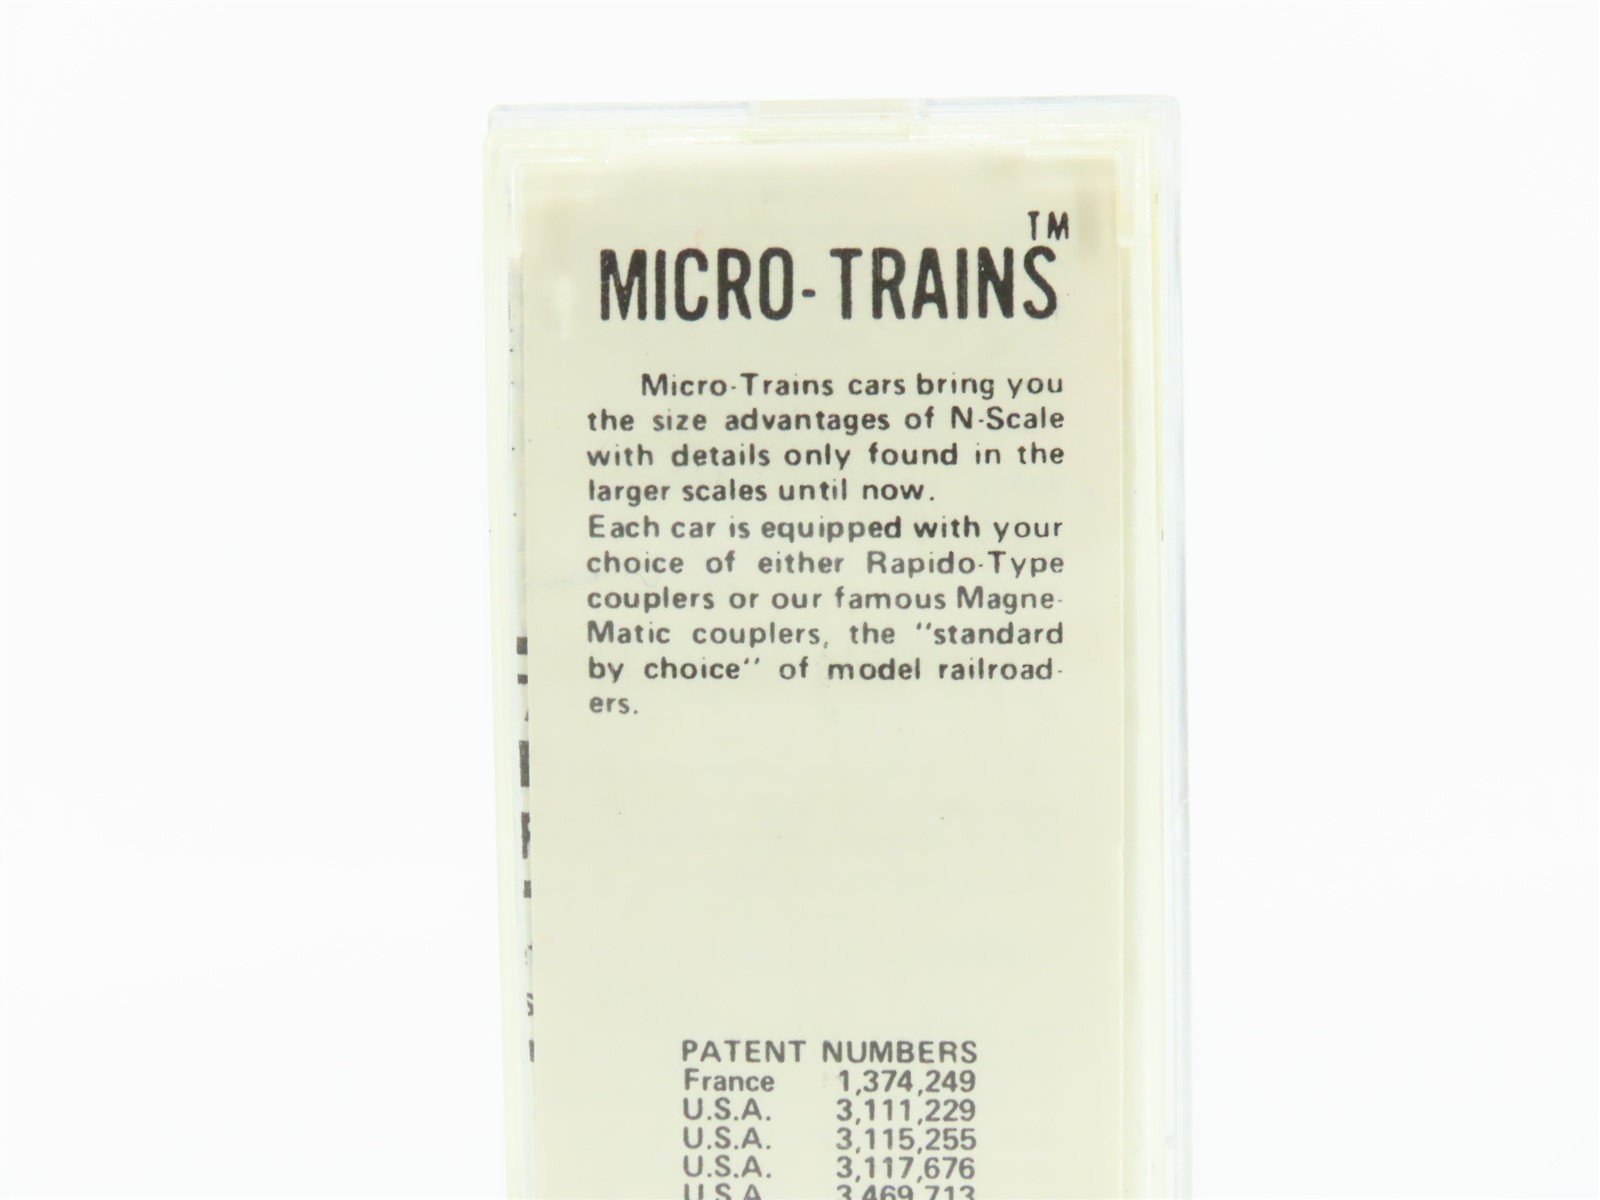 MICRO-TRAINS™
Micro-Trains cars bring you
the size advantages of N-Scale
with details only found in the
larger scales until now.
Each car is equipped with your
choice of either Rapido-Type
couplers or our famous Magne-
Matic couplers, the "standard
by choice" of model railroad-
ers.
PATENT NUMBERS
France 1,374,249
U.S.A. 3,111,229
U.S.A. 3,115,255
U.S.A. 3,117,676
U.S.A. 3,469,713